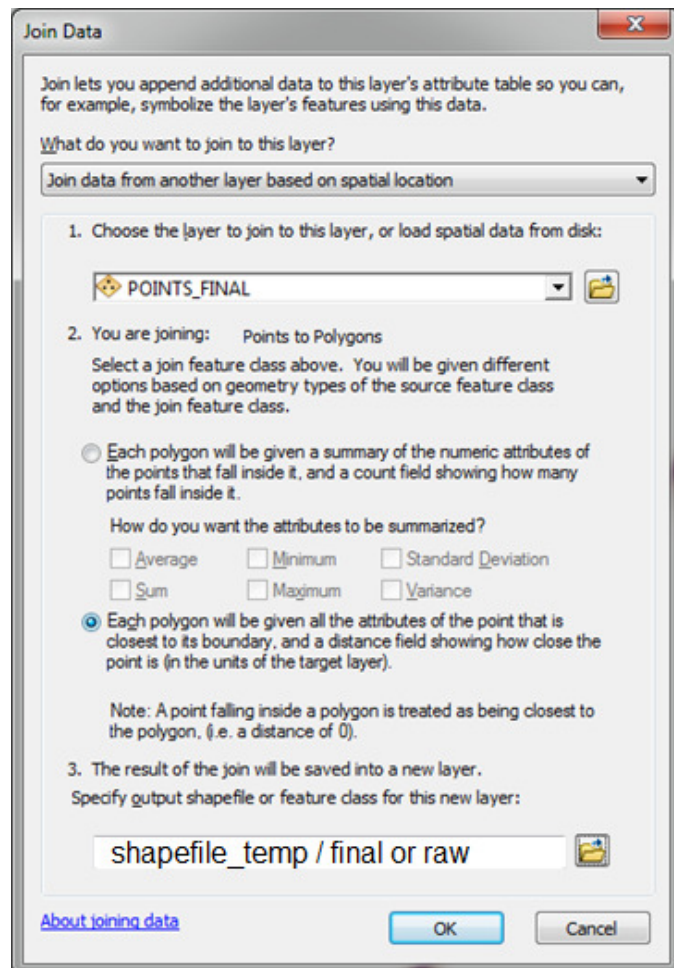 Join Data
Join lets you append additional data to this layer's attribute table so you can,
for example, symbolize the layer's features using this data.
What do you want to join to this layer?
Join data from another layer based on spatial location
1. Choose the layer to join to this layer, or load spatial data from disk:
POINTS_FINAL
2. You are joining: Points to Polygons
Select a join feature class above. You will be given different
options based on geometry types of the source feature class
and the join feature class.
Each polygon will be given a summary of the numeric attributes of
the points that fall inside it, and a count field showing how many
points fall inside it.
How do you want the attributes to be summarized?
Average Minimum Standard Deviation
Sum Maximum Variance
Each polygon will be given all the attributes of the point that is
closest to its boundary, and a distance field showing how close the
point is (in the units of the target layer).
Note: A point falling inside a polygon is treated as being closest to
the polygon, (i.e. a distance of 0).
3. The result of the join will be saved into a new layer.
Specify output shapefile or feature class for this new layer:
shapefile_temp / final or raw
About joining data OK Cancel